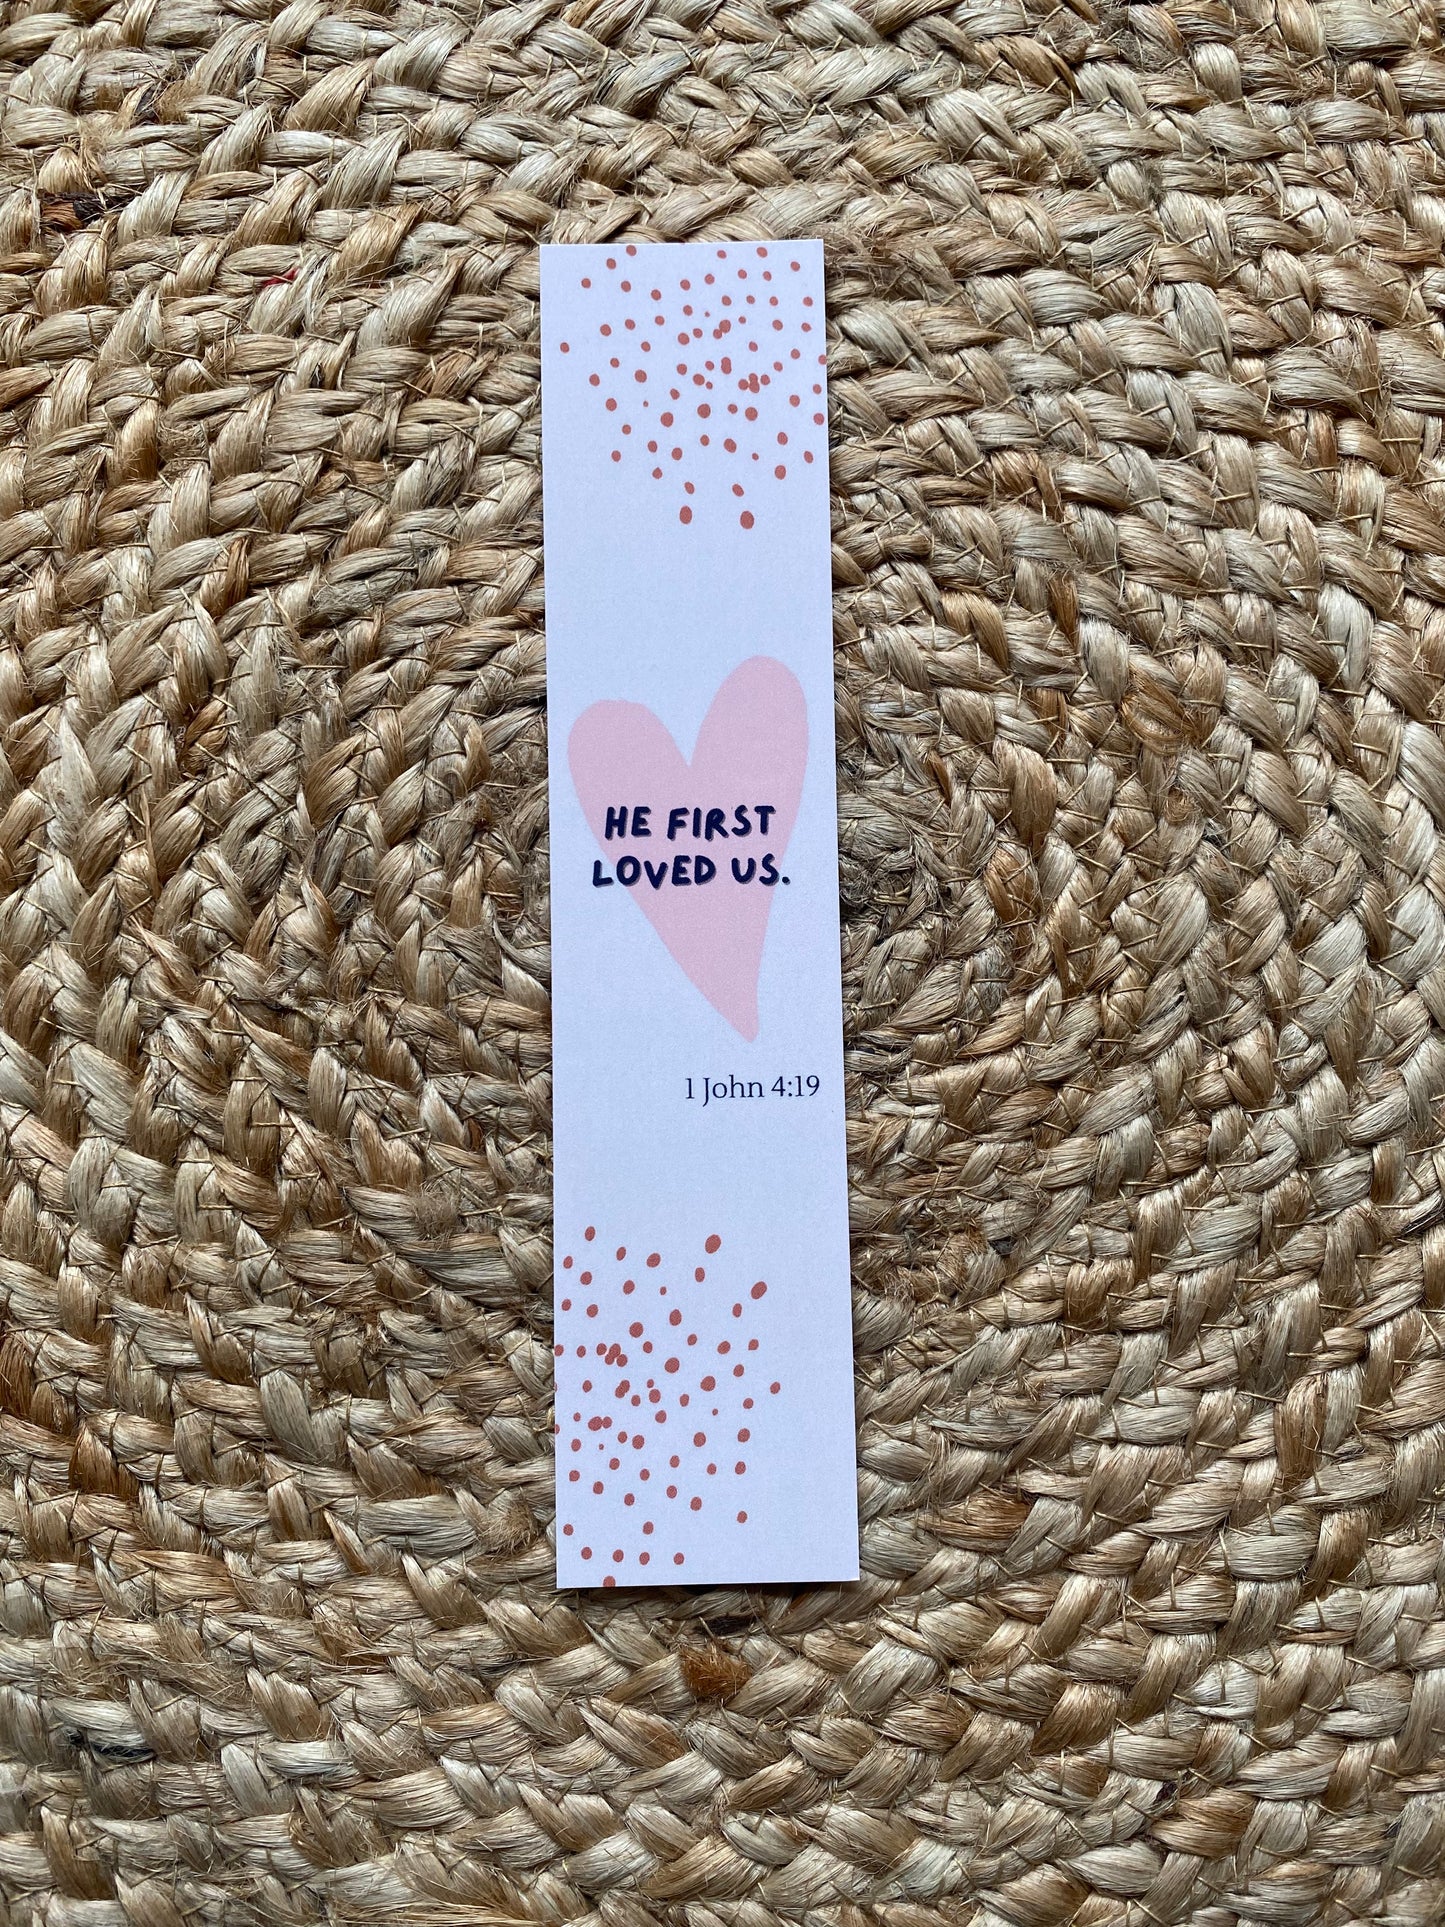 HE FIRST
LOVED US.
1 John 4:19